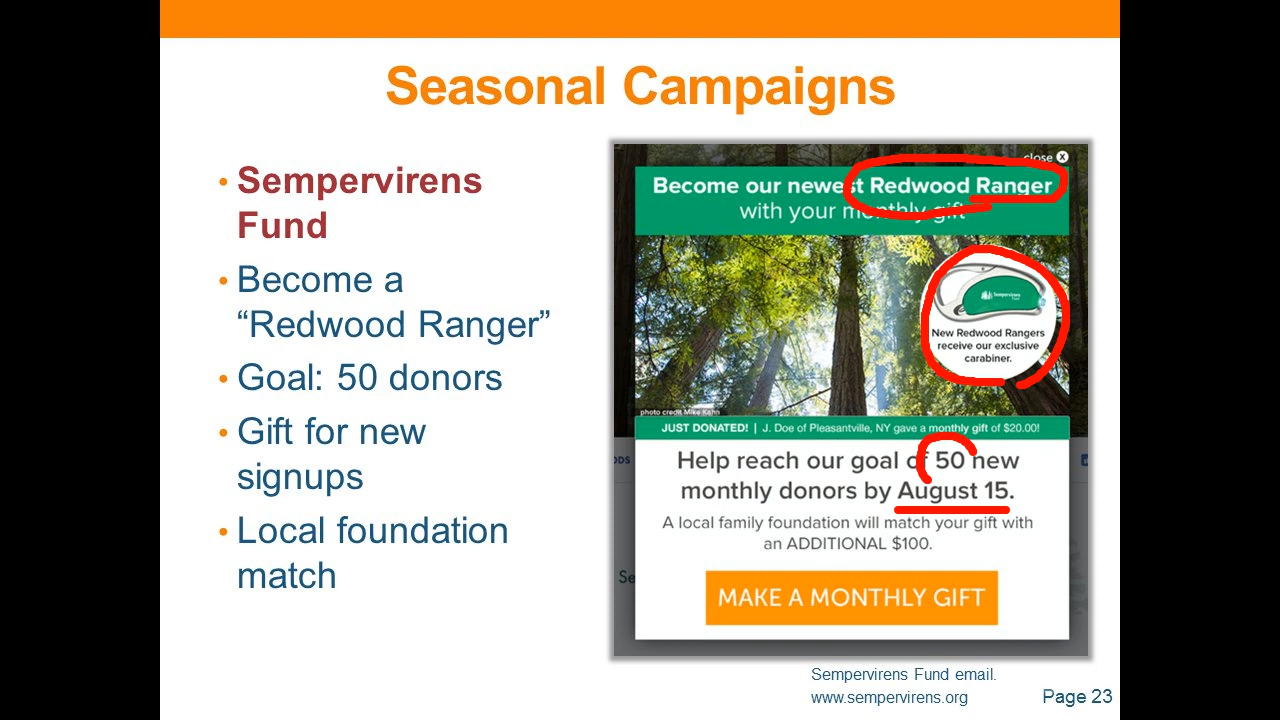 Seasonal Campaigns
• Sempervirens
Fund
• Become a
“Redwood Ranger”
• Goal: 50 donors
• Gift for new
signups
• Local foundation
match
close X
Become our newest Redwood Ranger
with your monthly gift
Sempervirens
Fund
New Redwood Rangers
receive our exclusive
carabiner.
photo credit Mike Kahn
JUST DONATED! | J. Doe of Pleasantville, NY gave a monthly gift of $20.00!
Help reach our goal of 50 new
monthly donors by August 15.
A local family foundation will match your gift with
an ADDITIONAL $100.
MAKE A MONTHLY GIFT
Sempervirens Fund email.
www.sempervirens.org
Page 23